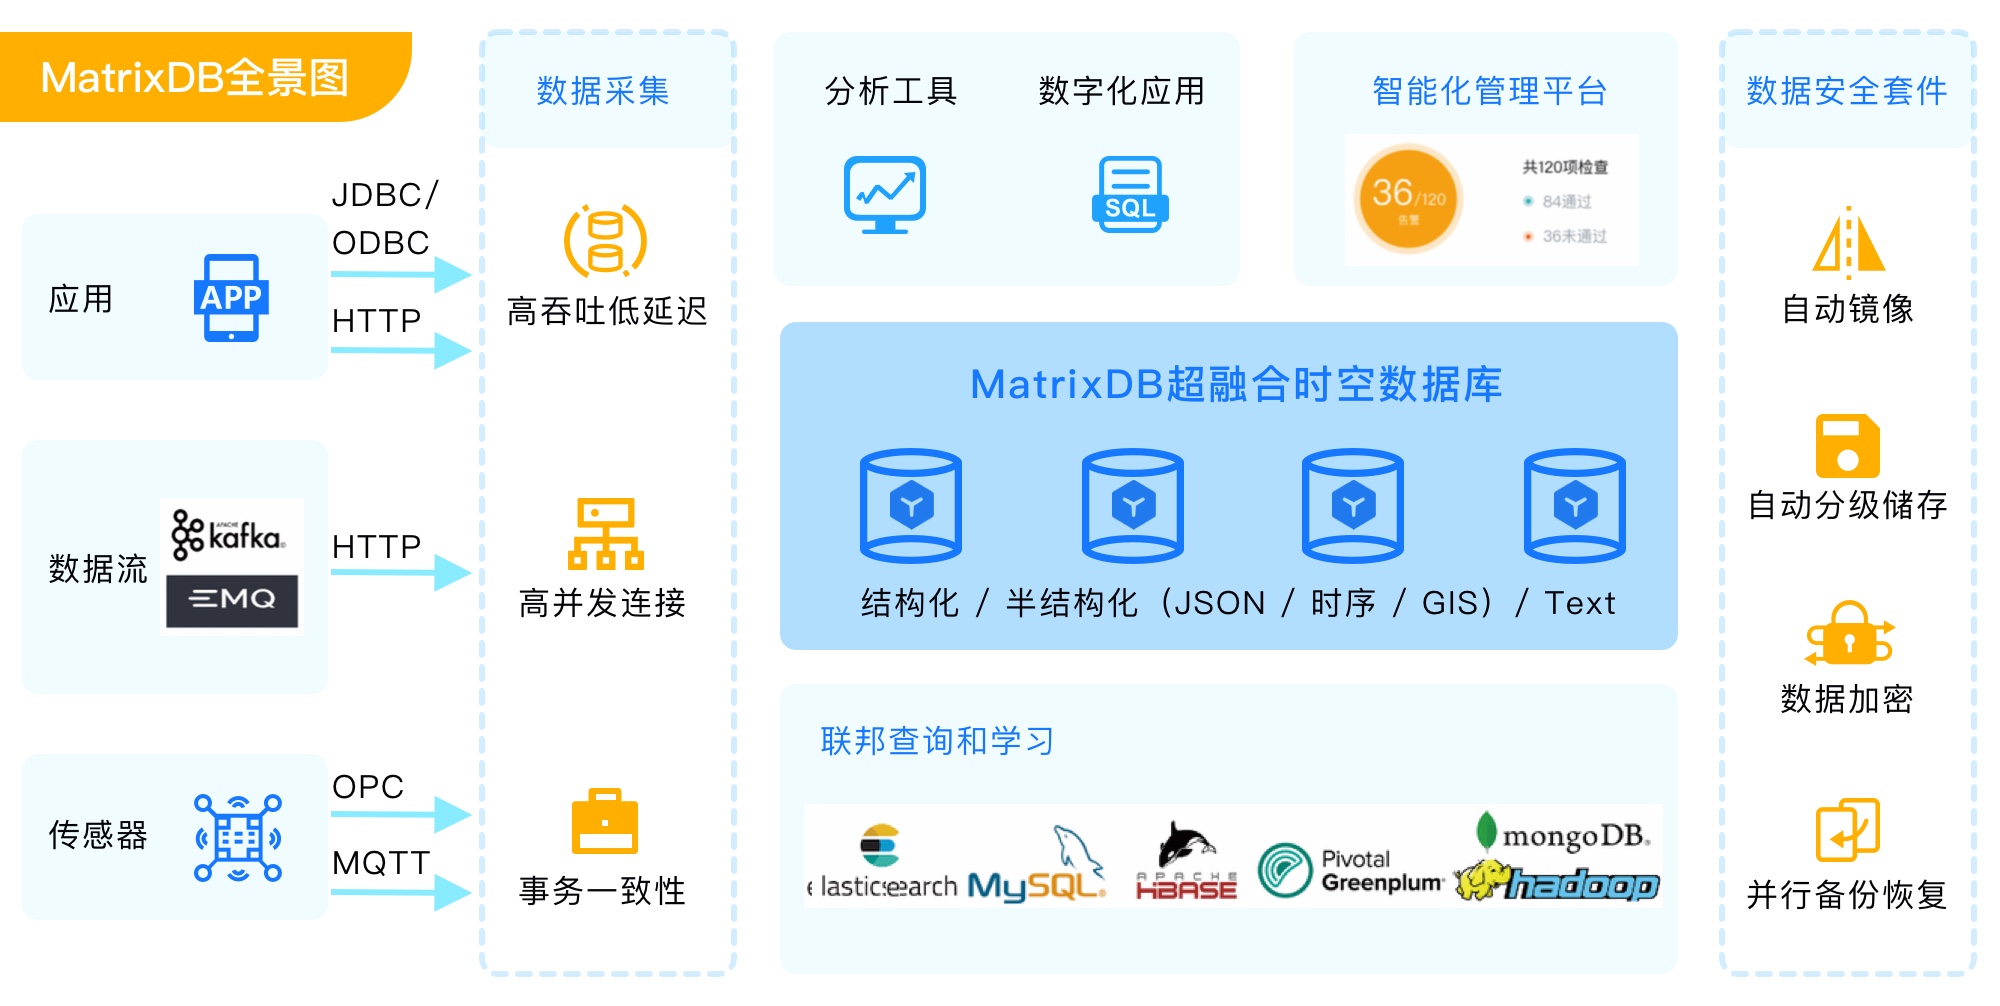 MatrixDB全景图
应用
APP
JDBC/
ODBC
HTTP
数据流
APACHE
kafka
EMQ
HTTP
传感器
OPC
MQTT
数据采集
高吞吐低延迟
高并发连接
事务一致性
分析工具
数字化应用
SQL
智能化管理平台
36/120
告警
共120项检查
84通过
36未通过
MatrixDB超融合时空数据库
结构化 / 半结构化（JSON / 时序 / GIS）/ Text
联邦查询和学习
elasticsearch
MySQL
APACHE
HBASE
Pivotal
Greenplum
mongoDB
hadoop
数据安全套件
自动镜像
自动分级储存
数据加密
并行备份恢复